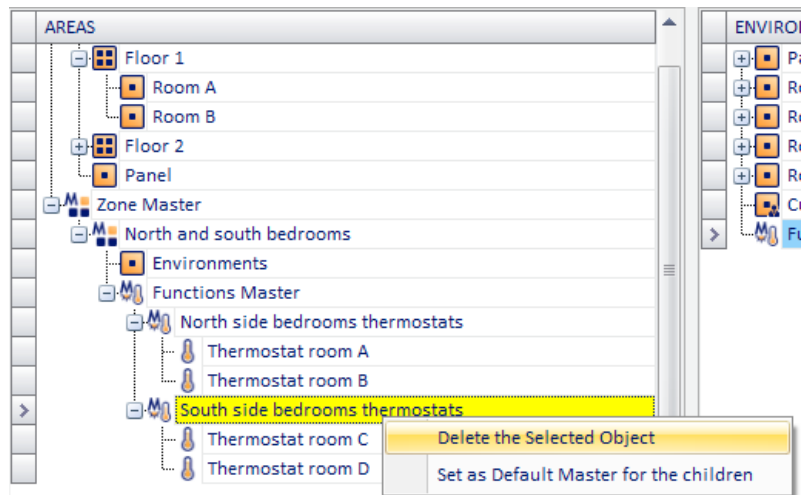 AREAS
Floor 1
Room A
Room B
Floor 2
Panel
Zone Master
North and south bedrooms
Environments
Functions Master
North side bedrooms thermostats
Thermostat room A
Thermostat room B
South side bedrooms thermostats
Thermostat room C
Thermostat room D
Delete the Selected Object
Set as Default Master for the children